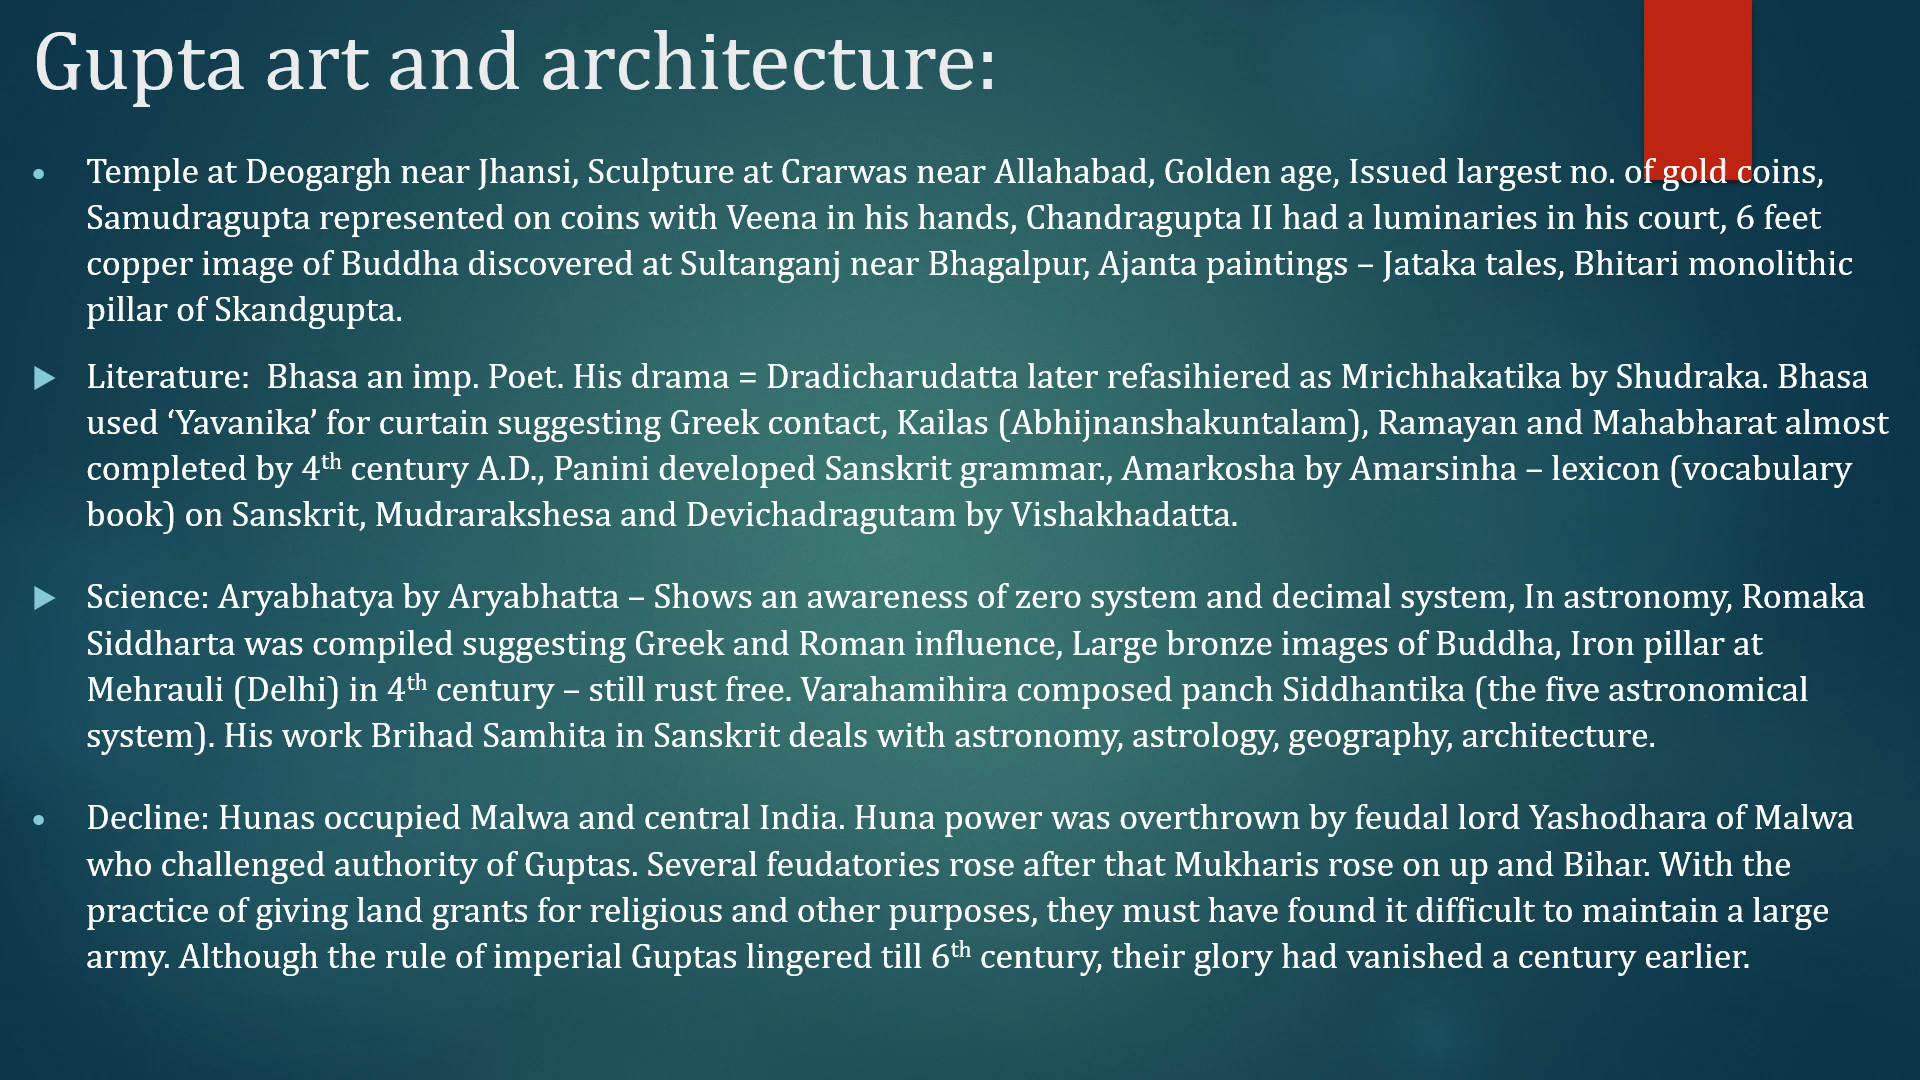 Gupta art and architecture:
Temple at Deogargh near Jhansi, Sculpture at Crarwas near Allahabad, Golden age, Issued largest no. of gold coins,
Samudragupta represented on coins with Veena in his hands, Chandragupta II had a luminaries in his court, 6 feet
copper image of Buddha discovered at Sultanganj near Bhagalpur, Ajanta paintings – Jataka tales, Bhitari monolithic
pillar of Skandgupta.
Literature:  Bhasa an imp. Poet. His drama = Dradicharudatta later refasihiered as Mrichhakatika by Shudraka. Bhasa
used ‘Yavanika’ for curtain suggesting Greek contact, Kailas (Abhijnanshakuntalam), Ramayan and Mahabharat almost
completed by 4th century A.D., Panini developed Sanskrit grammar., Amarkosha by Amarsinha – lexicon (vocabulary
book) on Sanskrit, Mudrarakshesa and Devichadragutam by Vishakhadatta.
Science: Aryabhatya by Aryabhatta – Shows an awareness of zero system and decimal system, In astronomy, Romaka
Siddharta was compiled suggesting Greek and Roman influence, Large bronze images of Buddha, Iron pillar at
Mehrauli (Delhi) in 4th century – still rust free. Varahamihira composed panch Siddhantika (the five astronomical
system). His work Brihad Samhita in Sanskrit deals with astronomy, astrology, geography, architecture.
Decline: Hunas occupied Malwa and central India. Huna power was overthrown by feudal lord Yashodhara of Malwa
who challenged authority of Guptas. Several feudatories rose after that Mukharis rose on up and Bihar. With the
practice of giving land grants for religious and other purposes, they must have found it difficult to maintain a large
army. Although the rule of imperial Guptas lingered till 6th century, their glory had vanished a century earlier.